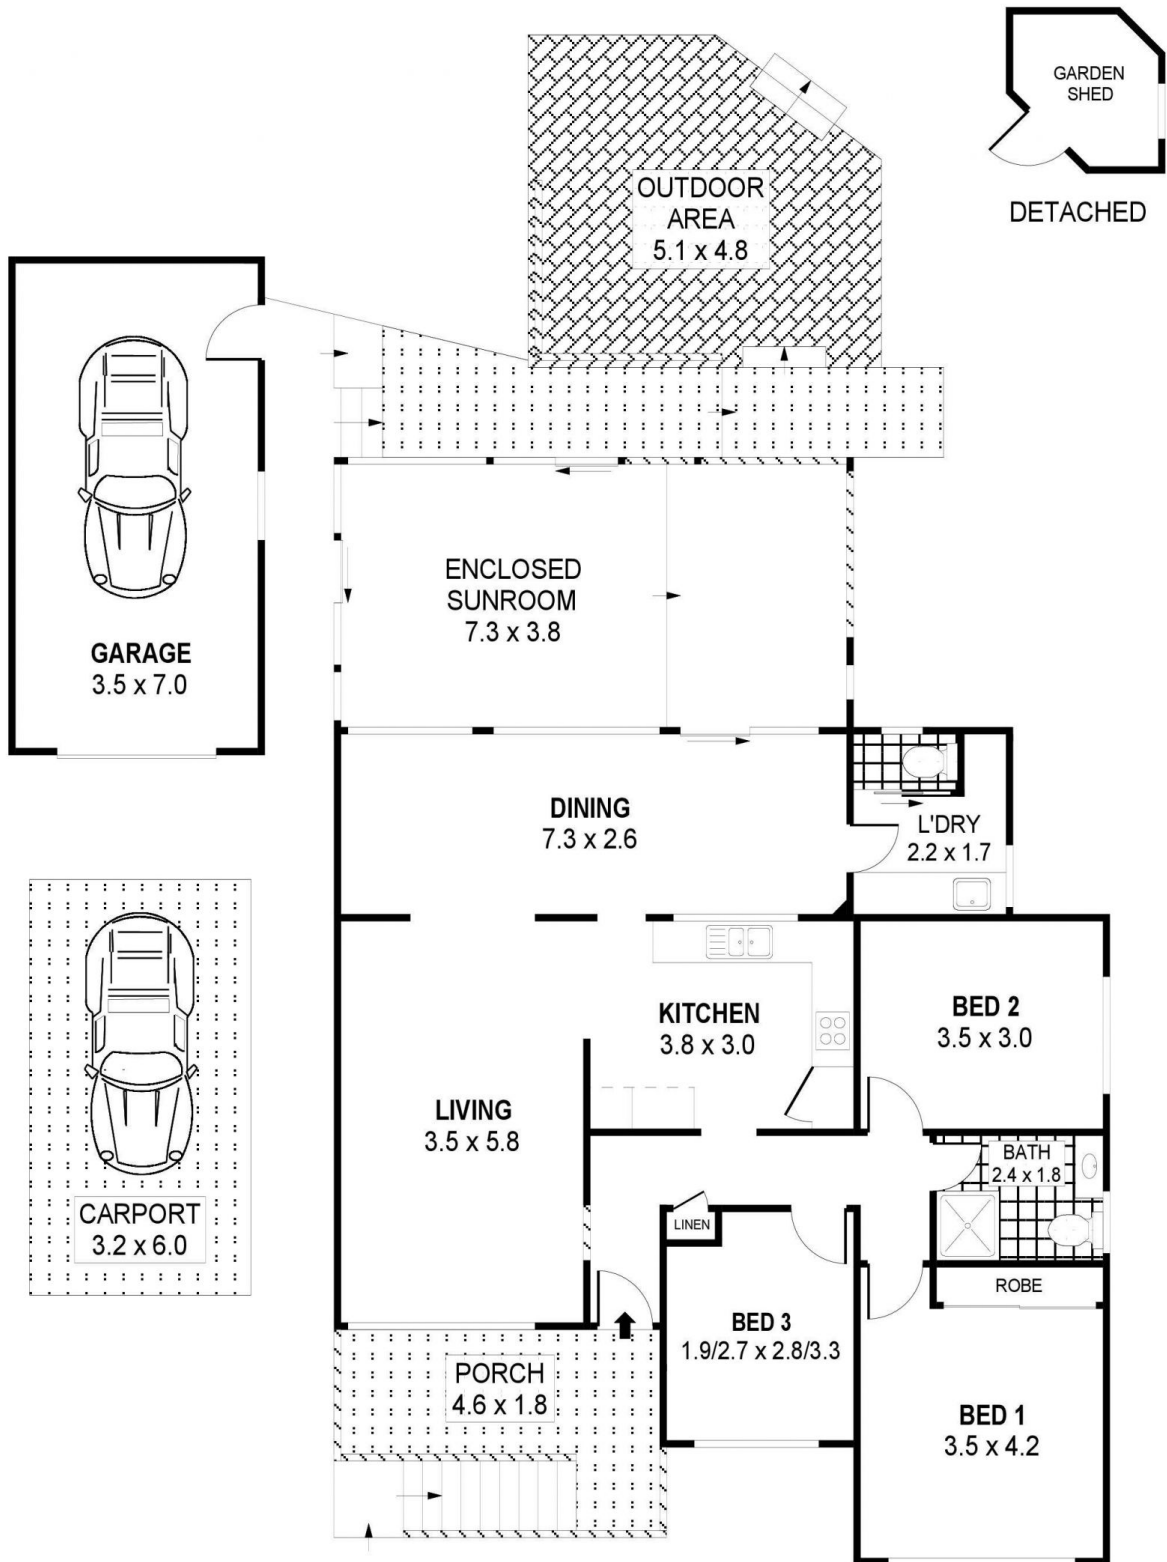 GARDEN
SHED
DETACHED
OUTDOOR
AREA
5.1 x 4.8
ENCLOSED
SUNROOM
7.3 x 3.8
GARAGE
3.5 x 7.0
DINING
7.3 x 2.6
L'DRY
2.2 x 1.7
KITCHEN
3.8 x 3.0
BED 2
3.5 x 3.0
LIVING
3.5 x 5.8
BATH
2.4 x 1.8
CARPORT
3.2 x 6.0
LINEN
ROBE
BED 3
1.9/2.7 x 2.8/3.3
PORCH
4.6 x 1.8
BED 1
3.5 x 4.2